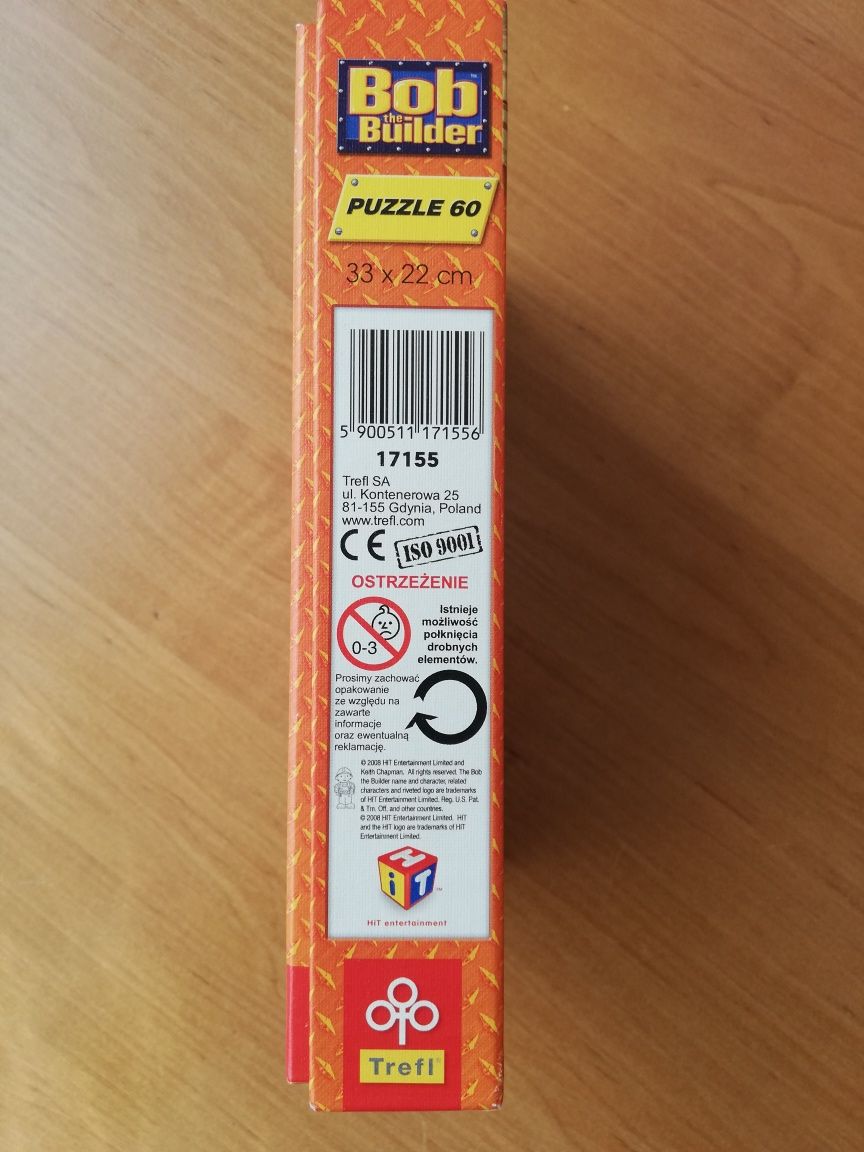 Bob
the
Builder
PUZZLE 60
33 x 22 cm
5 900511 171556
17155
Trefl SA
ul. Kontenerowa 25
81-155 Gdynia, Poland
www.trefl.com
CE ISO 9001
OSTRZEŻENIE
0-3
Istnieje
możliwość
połknięcia
drobnych
elementów.
Prosimy zachować
opakowanie
ze względu na
zawarte
informacje
oraz ewentualną
reklamację.
© 2008 HIT Entertainment Limited and
Keith Chapman. All rights reserved. The Bob
the Builder name and character, related
characters and riveted logo are trademarks
of HIT Entertainment Limited. Reg. U.S. Pat.
& Tm. Off. and other countries.
© 2008 HIT Entertainment Limited. HIT
and the HIT logo are trademarks of HIT
Entertainment Limited.
HiT
HiT entertainment
Trefl